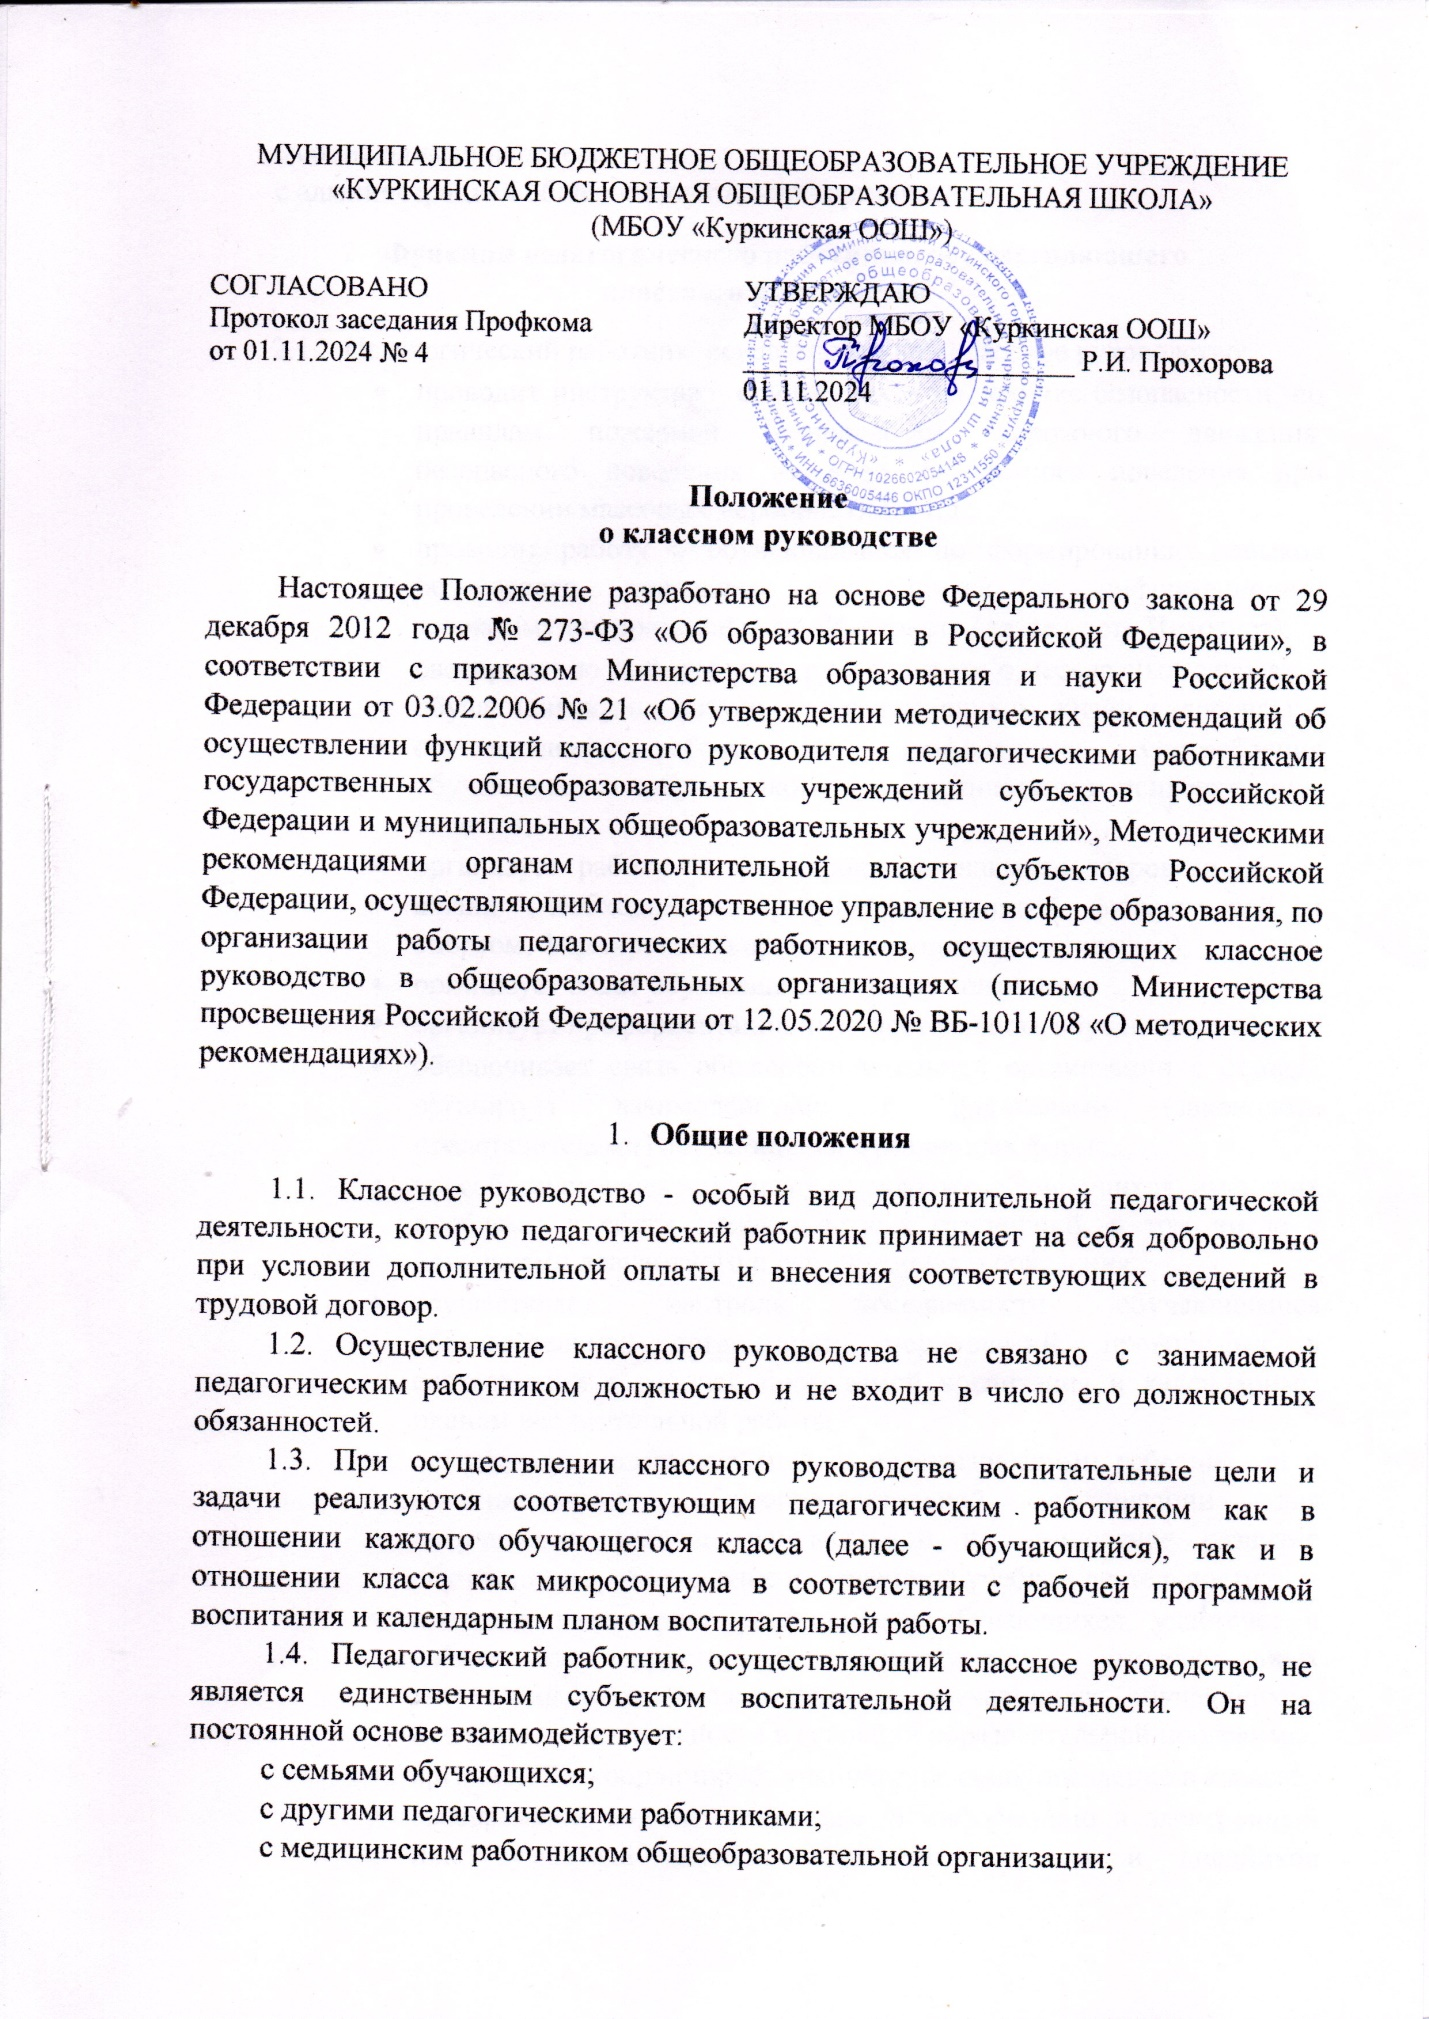 МУНИЦИПАЛЬНОЕ БЮДЖЕТНОЕ ОБЩЕОБРАЗОВАТЕЛЬНОЕ УЧРЕЖДЕНИЕ
«КУРКИНСКАЯ ОСНОВНАЯ ОБЩЕОБРАЗОВАТЕЛЬНАЯ ШКОЛА»
(МБОУ «Куркинская ООШ»)
СОГЛАСОВАНО
Протокол заседания Профкома
от 01.11.2024 № 4
УТВЕРЖДАЮ
Директор МБОУ «Куркинская ООШ»
Р.И. Прохорова
01.11.2024
ОГРН 1026602054148
ИНН 6636005446 ОКПО 12311550
Положение
о классном руководстве
Настоящее Положение разработано на основе Федерального закона от 29
декабря 2012 года № 273-ФЗ «Об образовании в Российской Федерации», в
соответствии с приказом Министерства образования и науки Российской
Федерации от 03.02.2006 № 21 «Об утверждении методических рекомендаций об
осуществлении функций классного руководителя педагогическими работниками
государственных общеобразовательных учреждений субъектов Российской
Федерации и муниципальных общеобразовательных учреждений», Методическими
рекомендациями органам исполнительной власти субъектов Российской
Федерации, осуществляющим государственное управление в сфере образования, по
организации работы педагогических работников, осуществляющих классное
руководство в общеобразовательных организациях (письмо Министерства
просвещения Российской Федерации от 12.05.2020 № ВБ-1011/08 «О методических
рекомендациях»).
1. Общие положения
1.1. Классное руководство - особый вид дополнительной педагогической
деятельности, которую педагогический работник принимает на себя добровольно
при условии дополнительной оплаты и внесения соответствующих сведений в
трудовой договор.
1.2. Осуществление классного руководства не связано с занимаемой
педагогическим работником должностью и не входит в число его должностных
обязанностей.
1.3. При осуществлении классного руководства воспитательные цели и
задачи реализуются соответствующим педагогическим работником как в
отношении каждого обучающегося класса (далее - обучающийся), так и в
отношении класса как микросоциума в соответствии с рабочей программой
воспитания и календарным планом воспитательной работы.
1.4. Педагогический работник, осуществляющий классное руководство, не
является единственным субъектом воспитательной деятельности. Он на
постоянной основе взаимодействует:
с семьями обучающихся;
с другими педагогическими работниками;
с медицинским работником общеобразовательной организации;